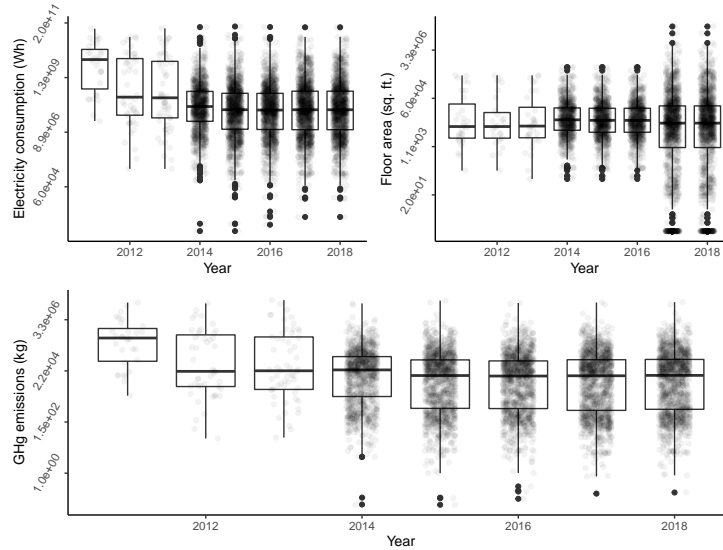 Electricity consumption (Wh)
2.0e+11
1.3e+09
8.9e+06
6.0e+04
2012
2014
2016
2018
Year
Floor area (sq. ft.)
3.3e+06
6.0e+04
1.1e+03
2.0e+01
2012
2014
2016
2018
Year
GHg emissions (kg)
3.3e+06
2.2e+04
1.5e+02
1.0e+00
2012
2014
2016
2018
Year